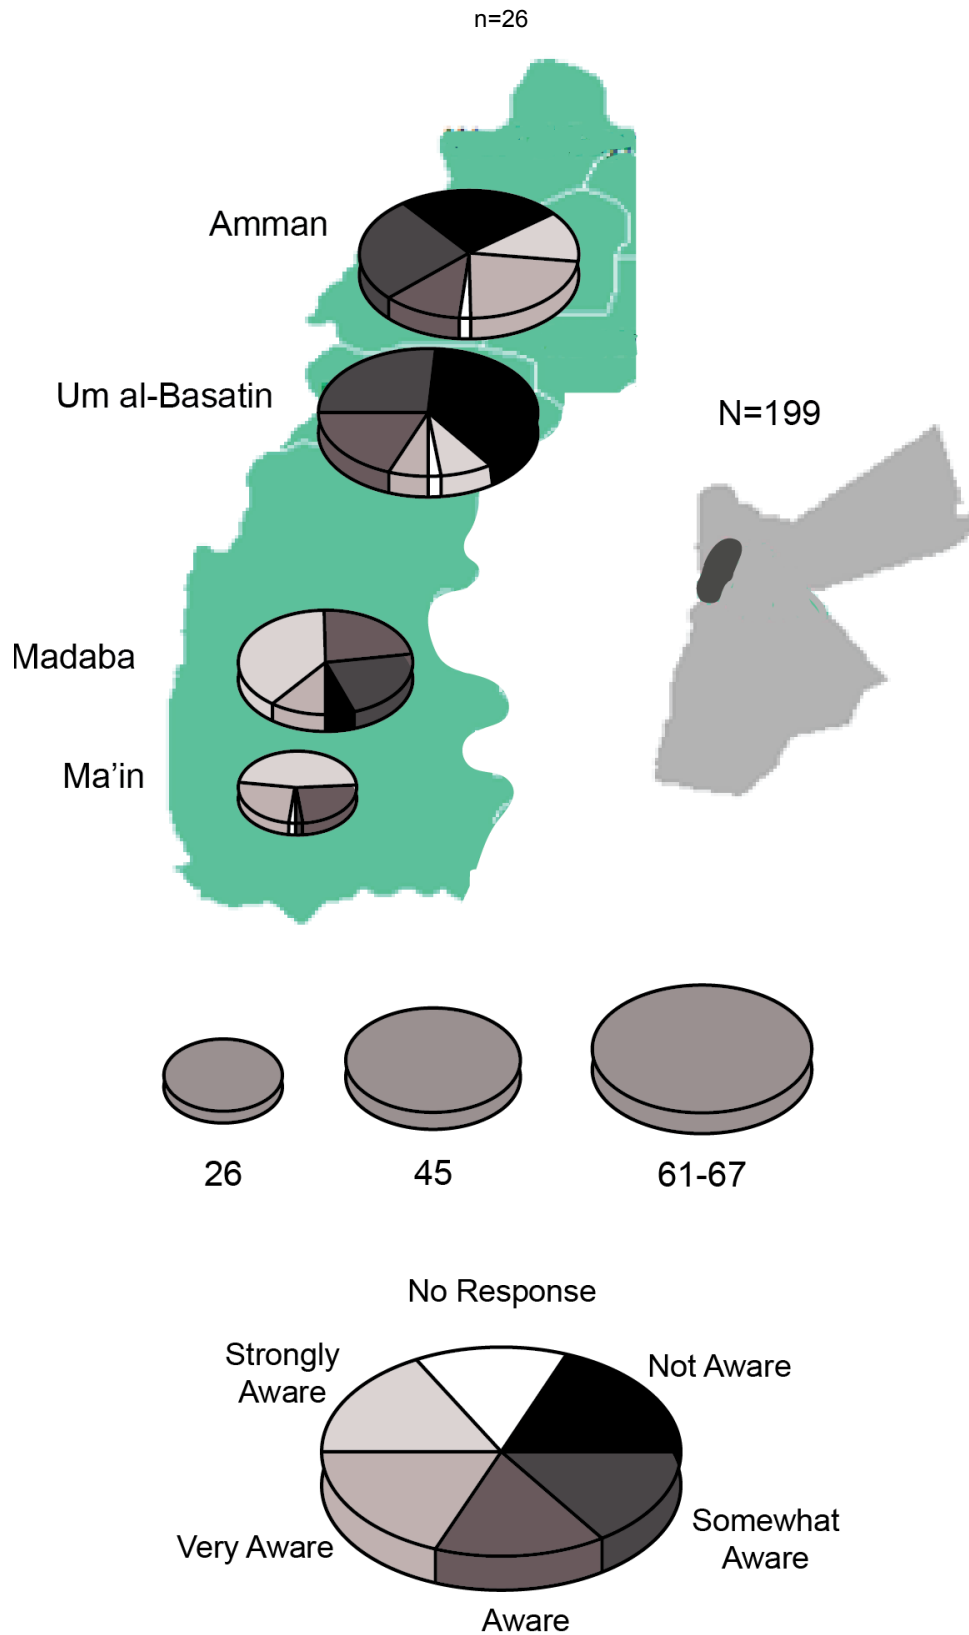 n=26
Amman
Um al-Basatin
N=199
Madaba
Ma’in
26
45
61-67
No Response
Strongly
Aware
Not Aware
Somewhat
Aware
Very Aware
Aware